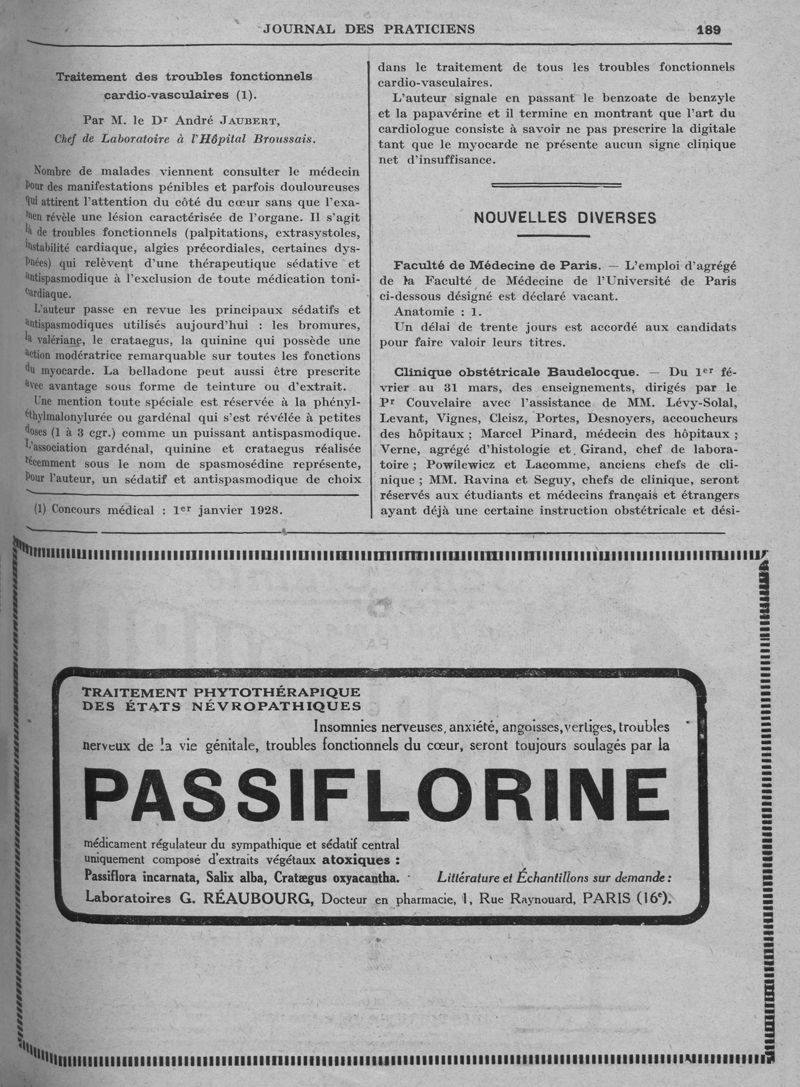 JOURNAL DES PRATICIENS 189
Traitement des troubles fonctionnels
cardio-vasculaires (1).
Par M. le Dr André JAUBERT,
Chef de Laboratoire à l'Hôpital Broussais.
Nombre de malades viennent consulter le médecin
pour des manifestations pénibles et parfois douloureuses
qui attirent l'attention du côté du cœur sans que l'exa-
men révèle une lésion caractérisée de l'organe. Il s'agit
là de troubles fonctionnels (palpitations, extrasystoles,
instabilité cardiaque, algies précordiales, certaines dys-
pnées) qui relèvent d'une thérapeutique sédative et
antispasmodique à l'exclusion de toute médication toni-
cardiaque.
L'auteur passe en revue les principaux sédatifs et
antispasmodiques utilisés aujourd'hui : les bromures,
la valériane, le crataegus, la quinine qui possède une
action modératrice remarquable sur toutes les fonctions
du myocarde. La belladone peut aussi être prescrite
avec avantage sous forme de teinture ou d'extrait.
Une mention toute spéciale est réservée à la phényl-
éthylmalonylurée ou gardénal qui s'est révélée à petites
doses (1 à 3 cgr.) comme un puissant antispasmodique.
L'association gardénal, quinine et crataegus réalisée
récemment sous le nom de spasmosédine représente,
pour l'auteur, un sédatif et antispasmodique de choix
(1) Concours médical : 1er janvier 1928.
dans le traitement de tous les troubles fonctionnels
cardio-vasculaires.
L'auteur signale en passant le benzoate de benzyle
et la papavérine et il termine en montrant que l'art du
cardiologue consiste à savoir ne pas prescrire la digitale
tant que le myocarde ne présente aucun signe clinique
net d'insuffisance.
NOUVELLES DIVERSES
Faculté de Médecine de Paris. — L'emploi d'agrégé
de la Faculté de Médecine de l'Université de Paris
ci-dessous désigné est déclaré vacant.
Anatomie : 1.
Un délai de trente jours est accordé aux candidats
pour faire valoir leurs titres.
Clinique obstétricale Baudelocque. — Du 1er fé-
vrier au 31 mars, des enseignements, dirigés par le
Pr Couvelaire avec l'assistance de MM. Lévy-Solal,
Levant, Vignes, Cleisz, Portes, Desnoyers, accoucheurs
des hôpitaux ; Marcel Pinard, médecin des hôpitaux ;
Verne, agrégé d'histologie et Girand, chef de labora-
toire ; Powilewicz et Lacomme, anciens chefs de cli-
nique ; MM. Ravina et Seguy, chefs de clinique, seront
réservés aux étudiants et médecins français et étrangers
ayant déjà une certaine instruction obstétricale et dési-
TRAITEMENT PHYTOTHÉRAPIQUE
DES ÉTATS NÉVROPATHIQUES
Insomnies nerveuses, anxiété, angoisses, vertiges, troubles
nerveux de la vie génitale, troubles fonctionnels du cœur, seront toujours soulagés par la
PASSIFLORINE
médicament régulateur du sympathique et sédatif central
uniquement composé d'extraits végétaux atoxiques :
Passiflora incarnata, Salix alba, Cratægus oxyacantha. Littérature et Échantillons sur demande :
Laboratoires G. RÉAUBOURG, Docteur en pharmacie, 1, Rue Raynouard, PARIS (16e).